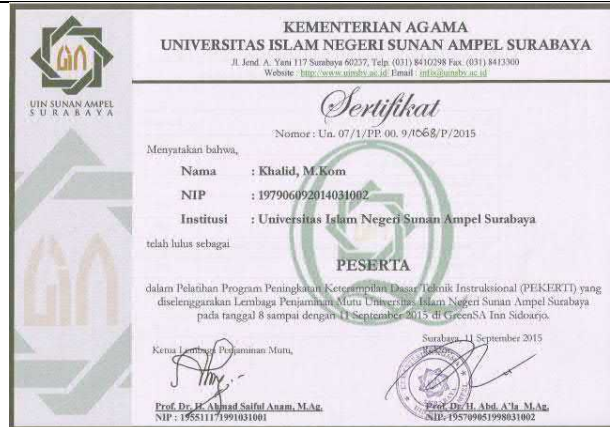 KEMENTERIAN AGAMA
UNIVERSITAS ISLAM NEGERI SUNAN AMPEL SURABAYA
Jl. Jend. A. Yani 117 Surabaya 60237, Telp. (031) 8410298 Fax. (031) 8413300
Website : http://www.uinsby.ac.id Email : info@uinsby.ac.id
UIN SUNAN AMPEL
SURABAYA
Sertifikat
Nomor : Un. 07/1/PP. 00. 9/1068/P/2015
Menyatakan bahwa,
Nama : Khalid, M.Kom
NIP : 197906092014031002
Institusi : Universitas Islam Negeri Sunan Ampel Surabaya
telah lulus sebagai
PESERTA
dalam Pelatihan Program Peningkatan Keterampilan Dasar Teknik Instruksional (PEKERTI) yang
diselenggarakan Lembaga Penjaminan Mutu Universitas Islam Negeri Sunan Ampel Surabaya
pada tanggal 8 sampai dengan 11 September 2015 di GreenSA Inn Sidoarjo.
Surabaya, 11 September 2015
Ketua Lembaga Penjaminan Mutu,
Prof. Dr. H. Ahmad Saiful Anam, M.Ag.
NIP : 195511171991031001
Prof. Dr. H. Abd. A'la, M.Ag.
NIP. 195709051998031002